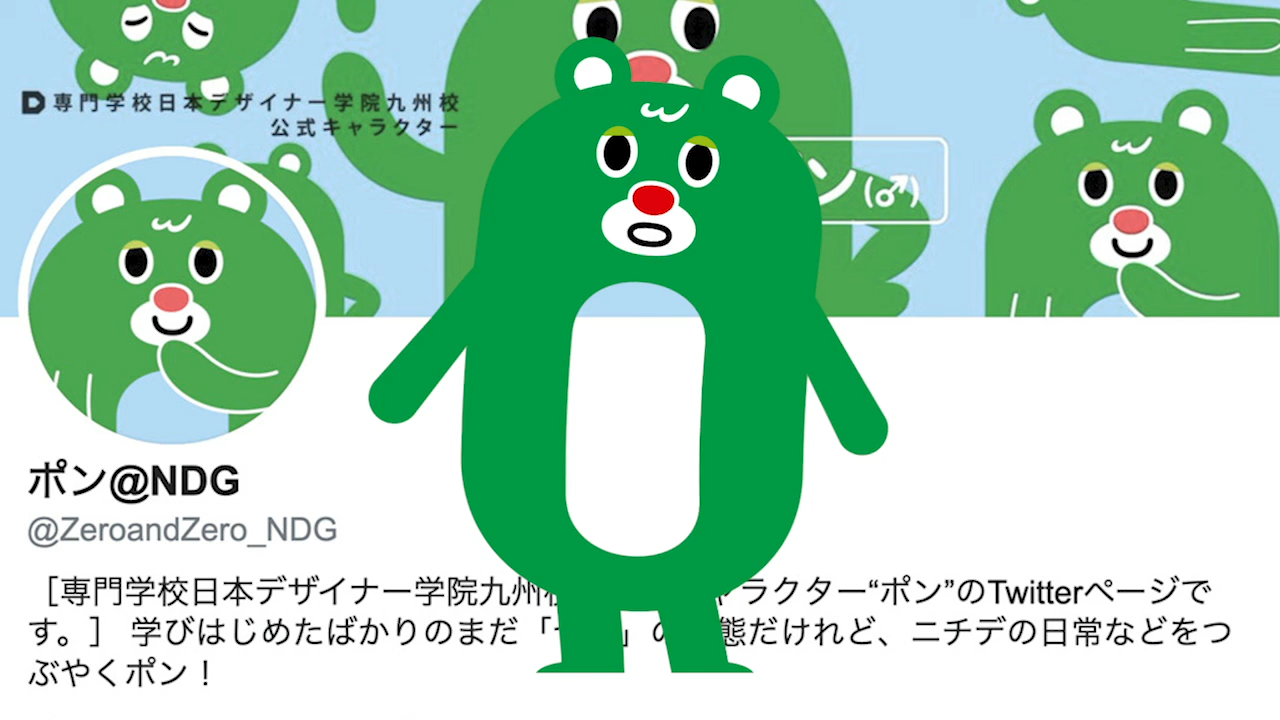 専門学校日本デザイナー学院九州校
公式キャラクター
ン(♂)
ポン@NDG
@ZeroandZero_NDG
［専門学校日本デザイナー学院九州 ラクター“ポン”のTwitterページで
す。］ 学びはじめたばかりのまだ「 」の 態だけれど、ニチデの日常などをつ
ぶやくポン！